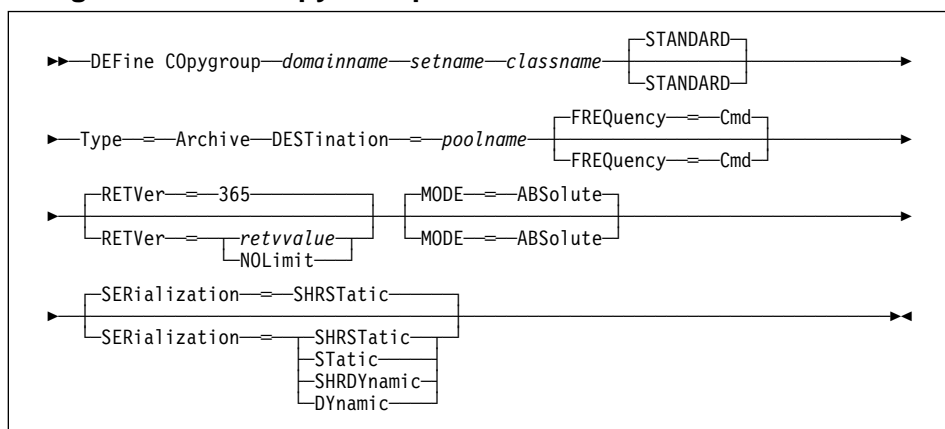 STANDARD
DEFine COpygroup domainname setname classname
STANDARD
FREQuency = Cmd
Type = Archive DESTination = poolname
FREQuency = Cmd
RETVer = 365 MODE = ABSolute
RETVer = retvvalue MODE = ABSolute
NOLimit
SERialization = SHRSTatic
SERialization = SHRSTatic
STatic
SHRDYnamic
DYnamic